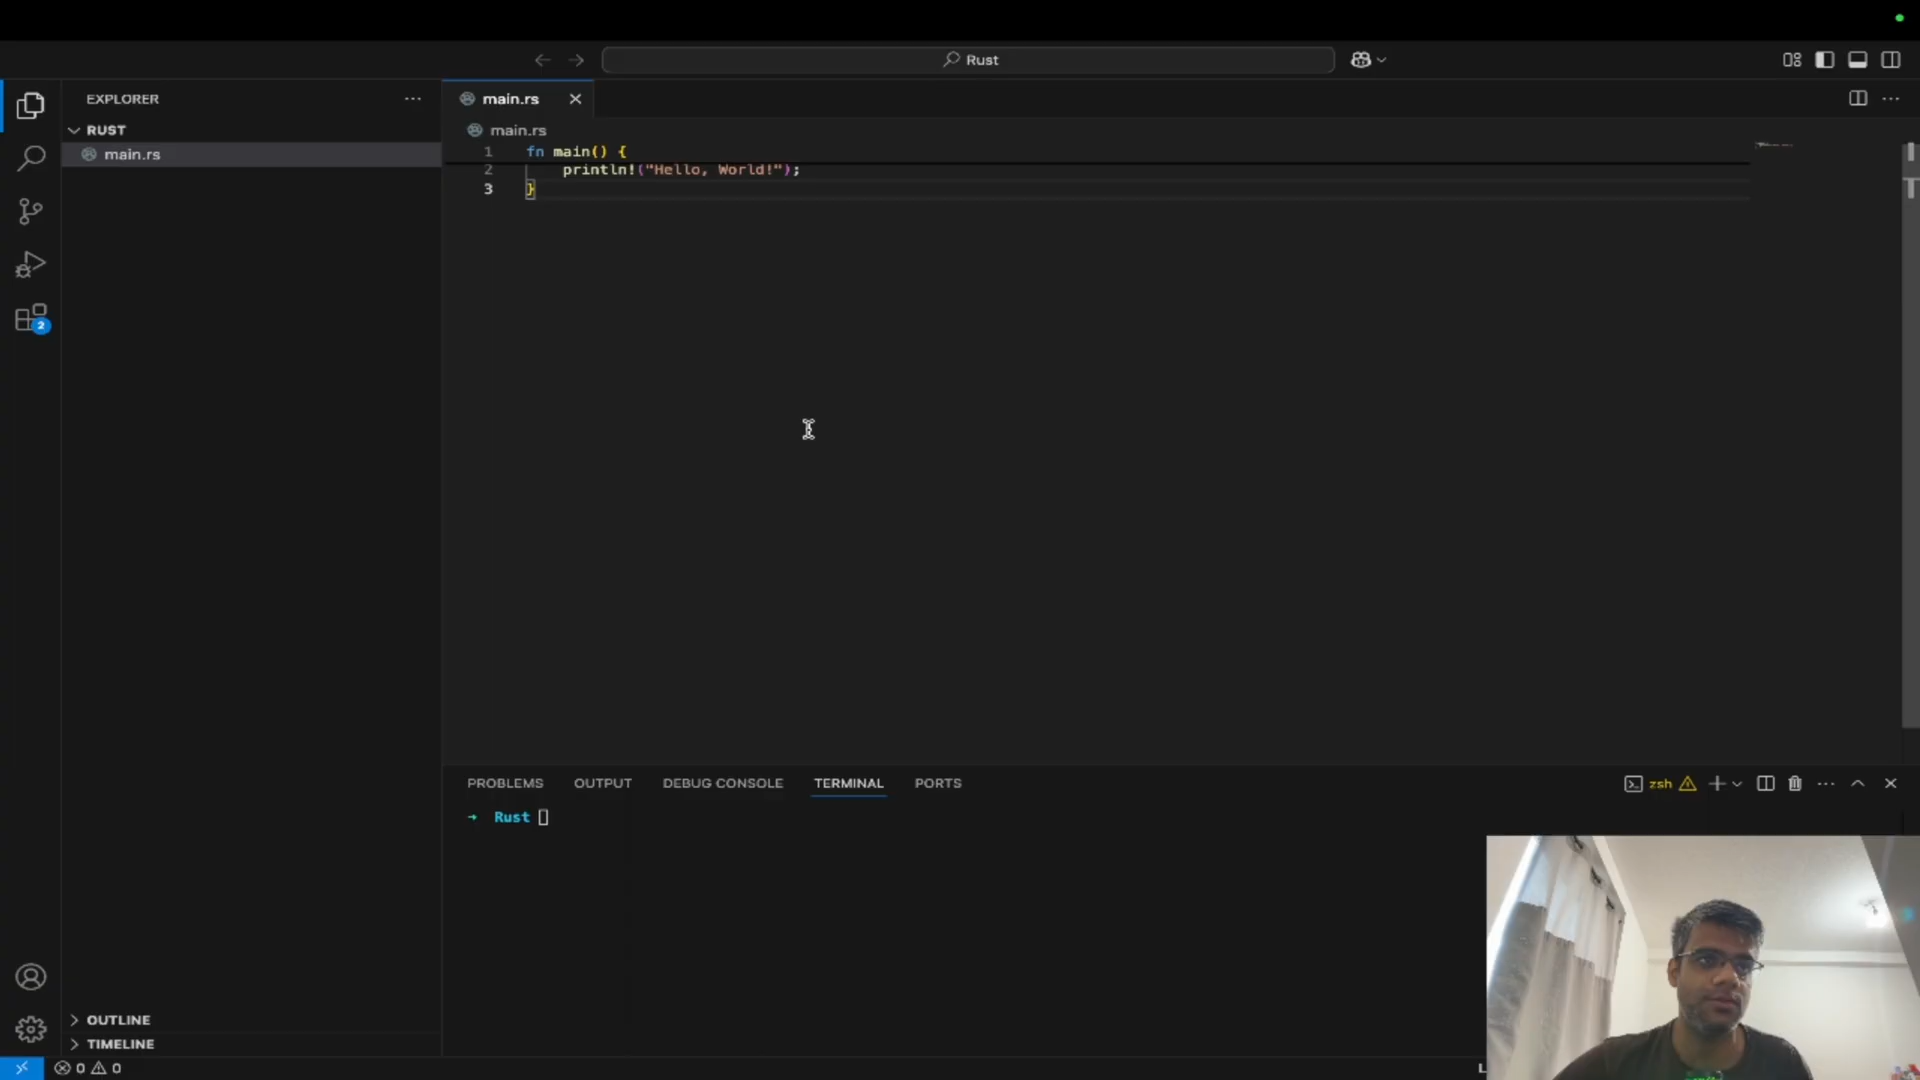 Rust
EXPLORER
RUST
main.rs
main.rs
main.rs
1 fn main() {
2 println!("Hello, World!");
3 }
2
PROBLEMS OUTPUT DEBUG CONSOLE TERMINAL PORTS
zsh
→ Rust
OUTLINE
TIMELINE
0 0